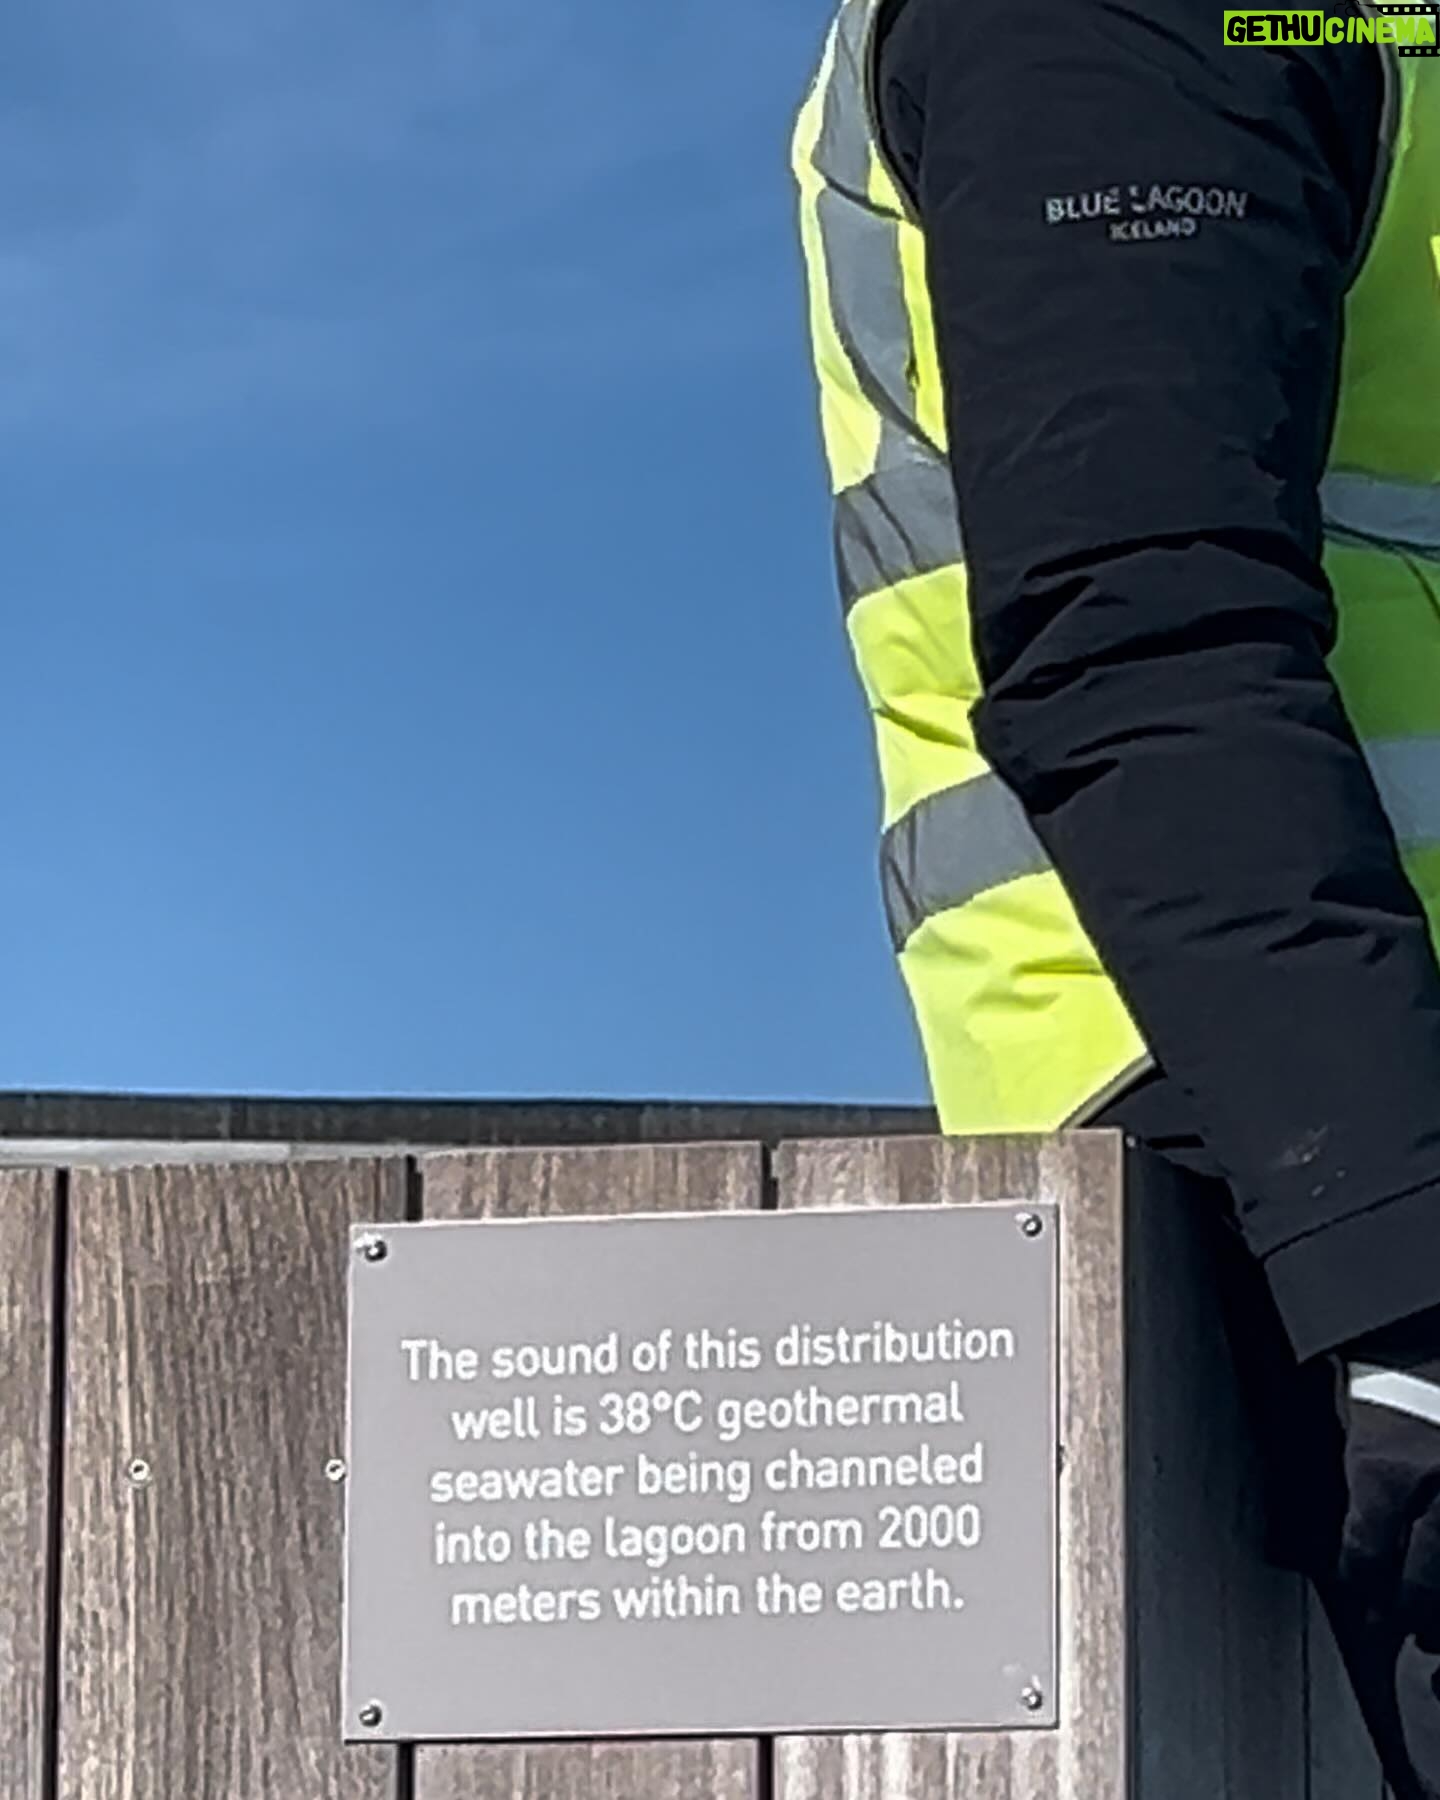 GETHUCINEMA
BLUE LAGOON
ICELAND
The sound of this distribution
well is 38°C geothermal
seawater being channeled
into the lagoon from 2000
meters within the earth.